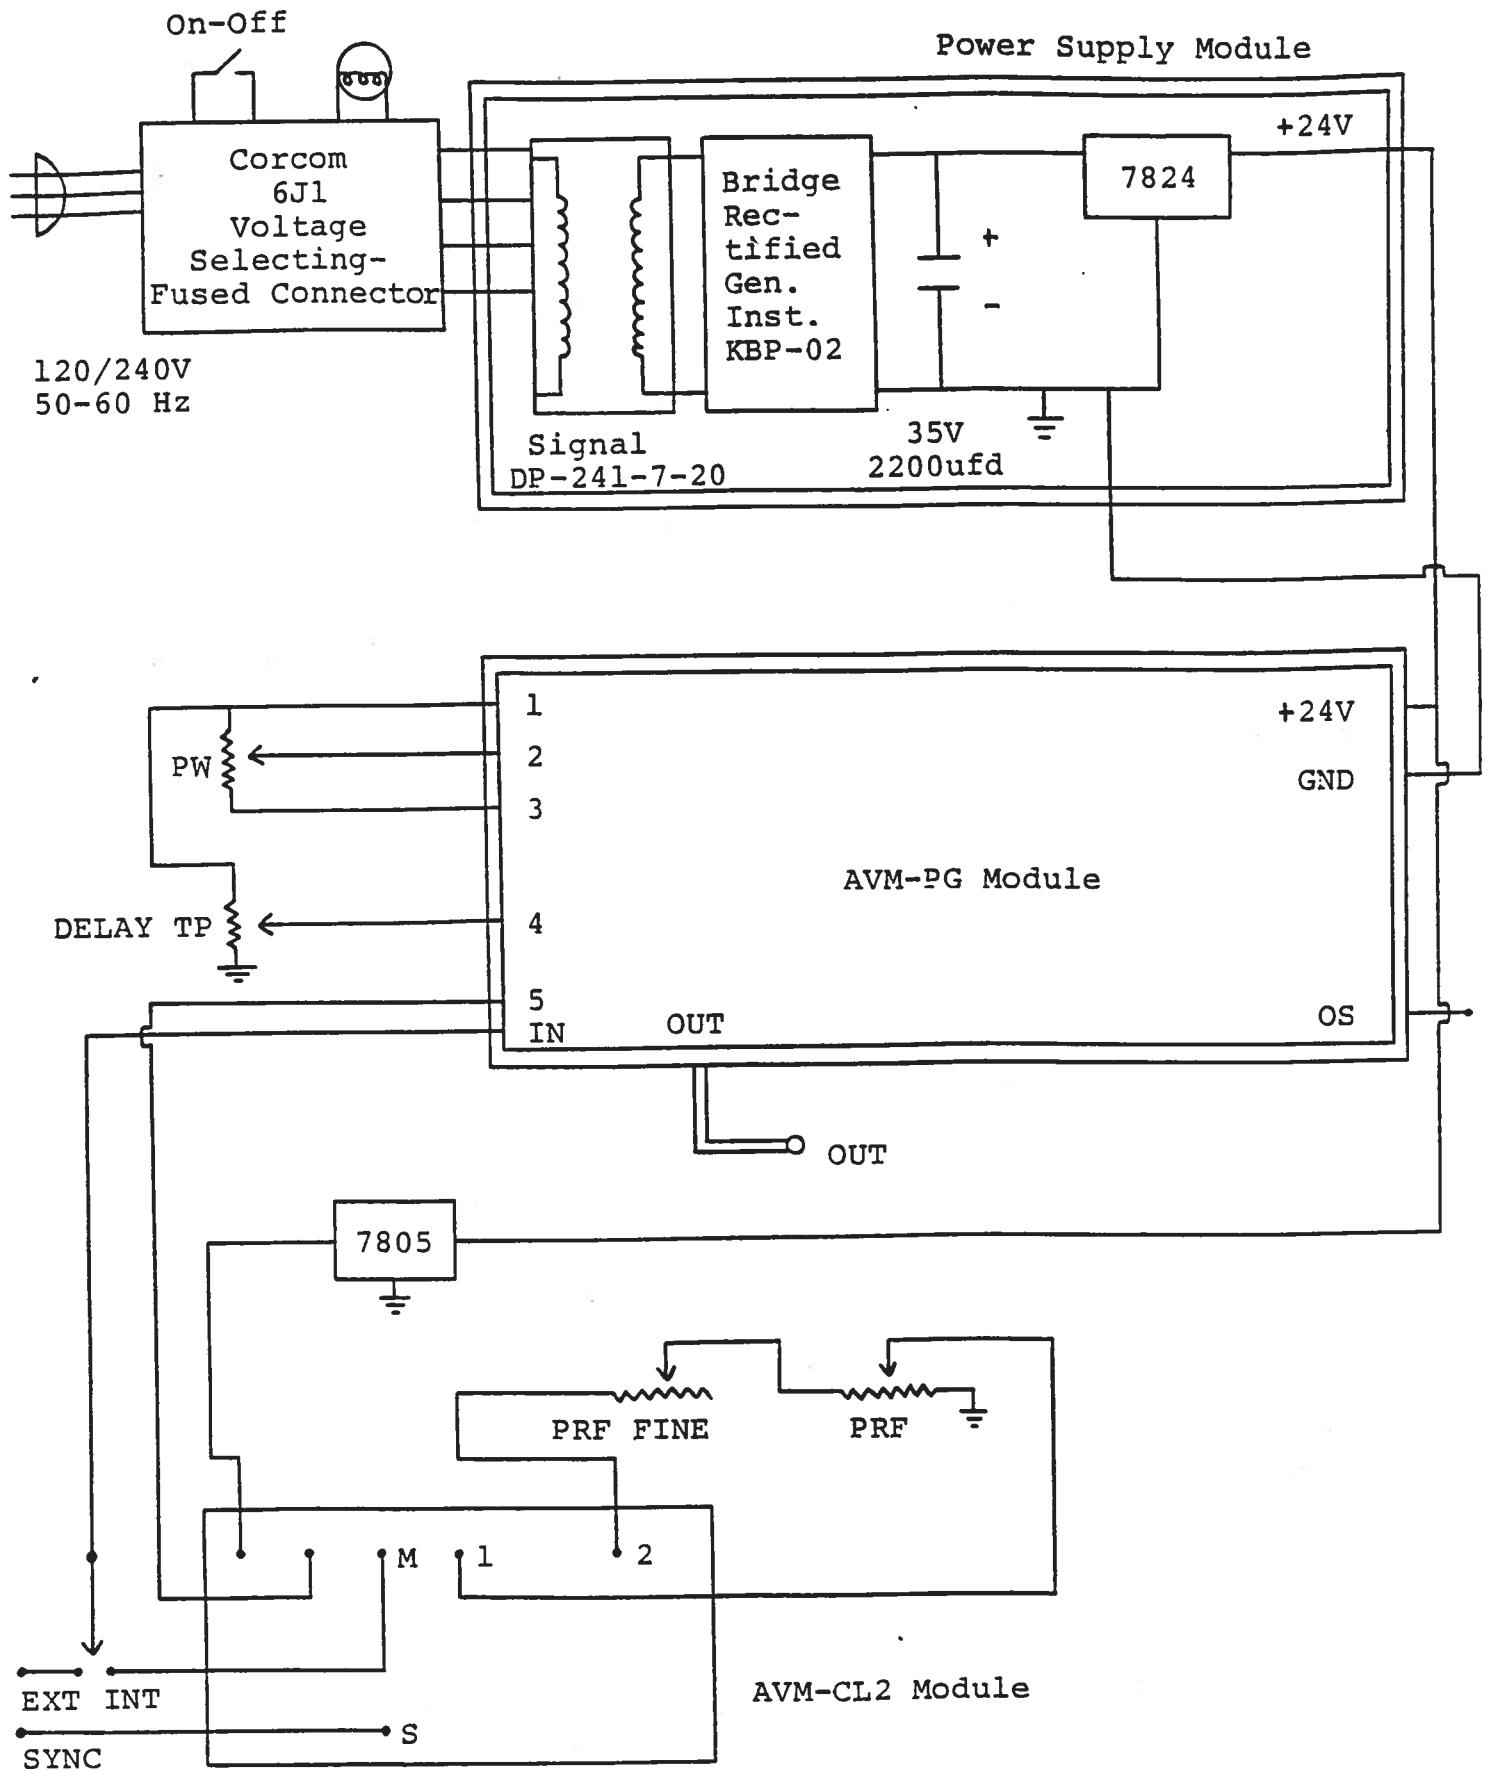 On-Off
Power Supply Module
+24V
Corcom
6J1
Voltage
Selecting-
Fused Connector
Bridge
Rec-
tified
Gen.
Inst.
KBP-02
7824
+
-
120/240V
50-60 Hz
Signal
DP-241-7-20
35V
2200ufd
1
+24V
PW
2
GND
3
AVM-PG Module
DELAY TP
4
5
IN
OUT
OS
OUT
7805
PRF FINE
PRF
M
1
2
EXT INT
AVM-CL2 Module
S
SYNC